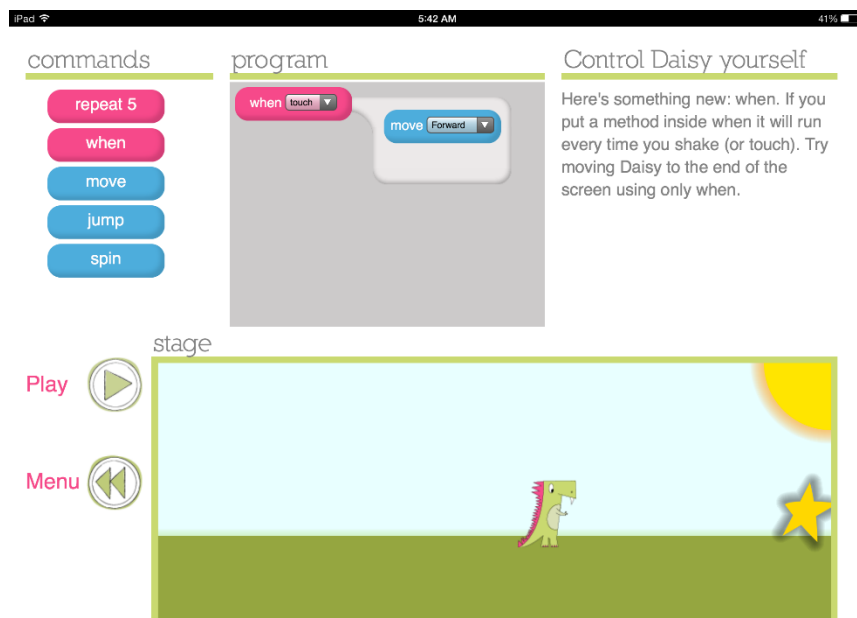 iPad 5:42 AM 41%
commands
repeat 5
when
move
jump
spin
program
when touch
move Forward
Control Daisy yourself
Here's something new: when. If you
put a method inside when it will run
every time you shake (or touch). Try
moving Daisy to the end of the
screen using only when.
stage
Play
Menu